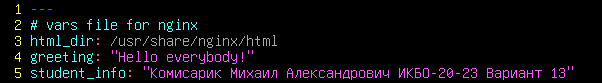 1 ---
2 # vars file for nginx
3 html_dir: /usr/share/nginx/html
4 greeting: "Hello everybody!"
5 student_info: "Комисарик Михаил Александрович ИКБО-20-23 Вариант 13"